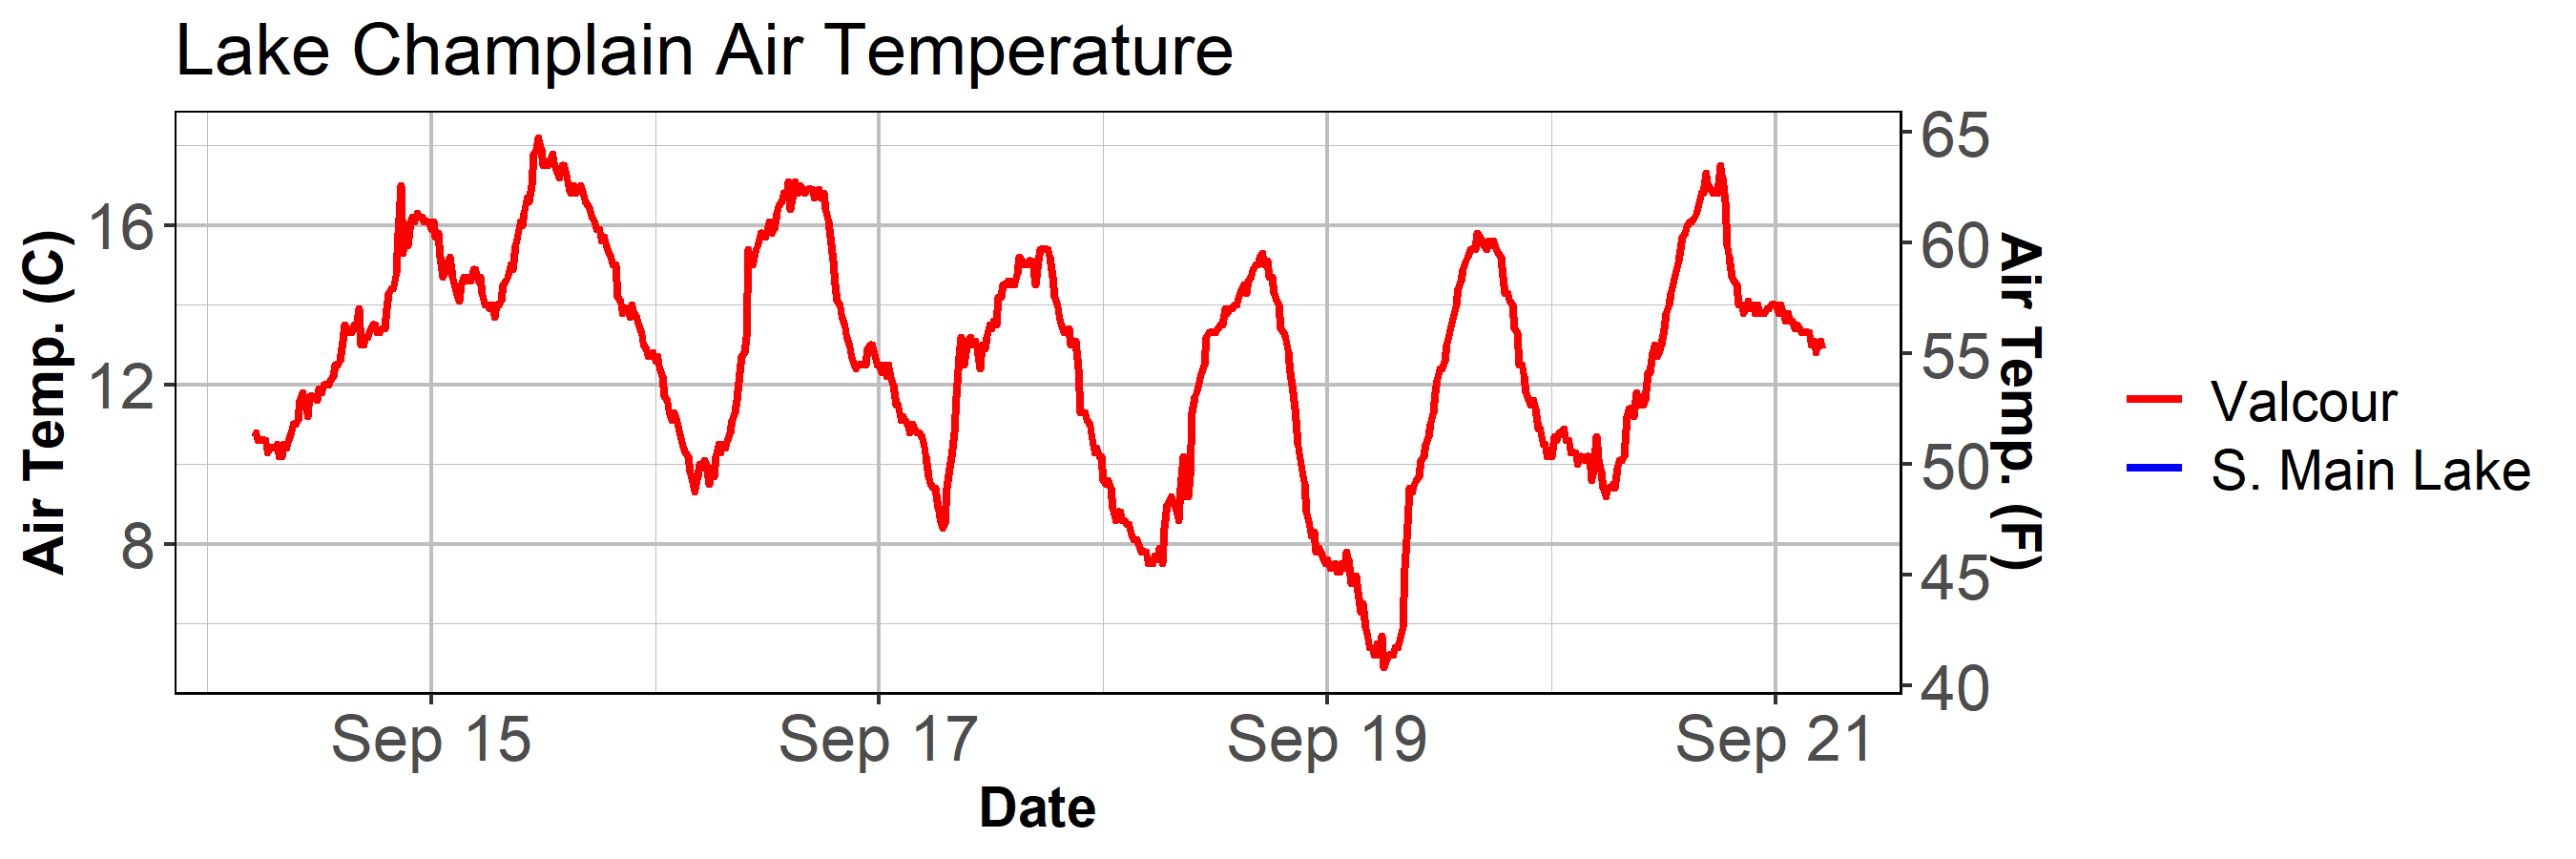 Lake Champlain Air Temperature
Air Temp. (C)
16
12
8
65
60
55
50
45
40
Air Temp. (F)
Sep 15
Sep 17
Sep 19
Sep 21
Date
Valcour
S. Main Lake